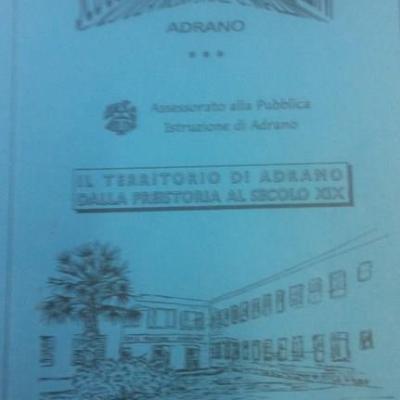 ADRANO
* * *
Assessorato alla Pubblica
Istruzione di Adrano
IL TERRITORIO DI ADRANO
DALLA PREISTORIA AL SECOLO XIX